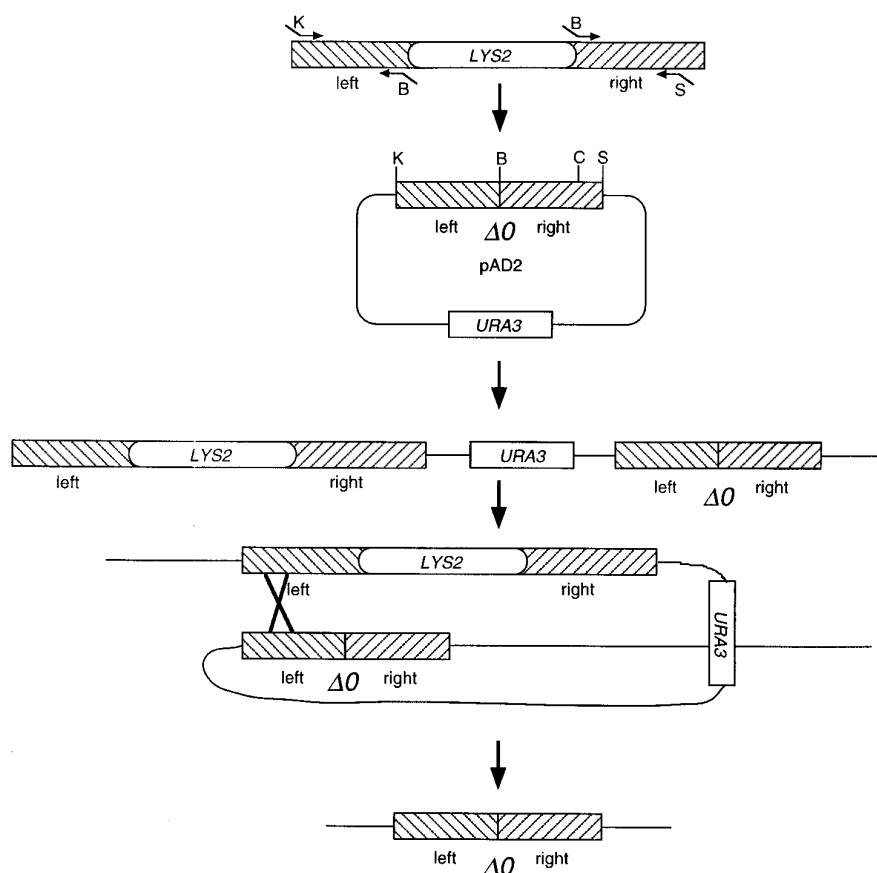 K B
LYS2
left B right S
K B C S
left Δ0 right
pAD2
URA3
LYS2 URA3
left right left Δ0 right
LYS2
left right
URA3
left Δ0 right
left Δ0 right